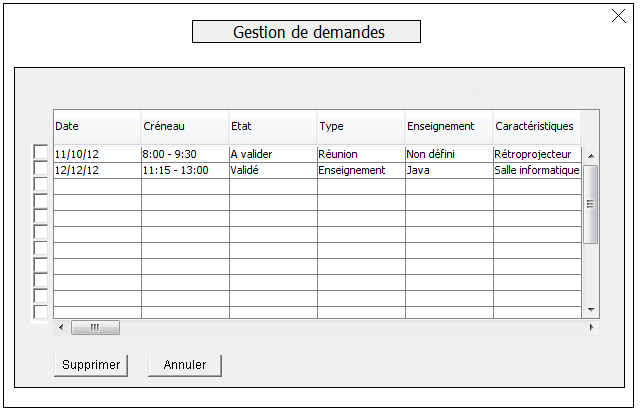 Gestion de demandes
Date Créneau Etat Type Enseignement Caractéristiques
11/10/12 8:00 - 9:30 A valider Réunion Non défini Rétroprojecteur
12/12/12 11:15 - 13:00 Validé Enseignement Java Salle informatique
Supprimer Annuler